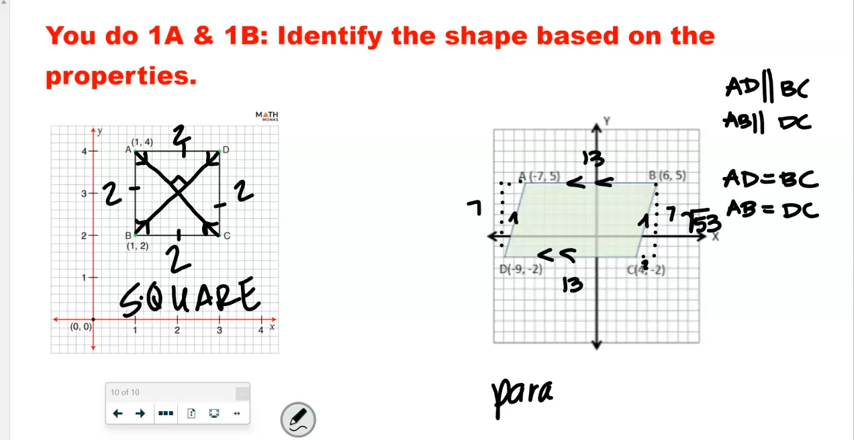 You do 1A & 1B: Identify the shape based on the
properties.
MATH
MONKS
y
4
3
2
1
(0, 0)
1
2
3
4
x
A
(1, 4)
D
B
(1, 2)
C
2
2
2
2
SQUARE
Y
X
A (-7, 5)
B (6, 5)
D(-9, -2)
C(4, -2)
13
13
7
7
√53
2
AD || BC
AB || DC
AD = BC
AB = DC
para
10 of 10